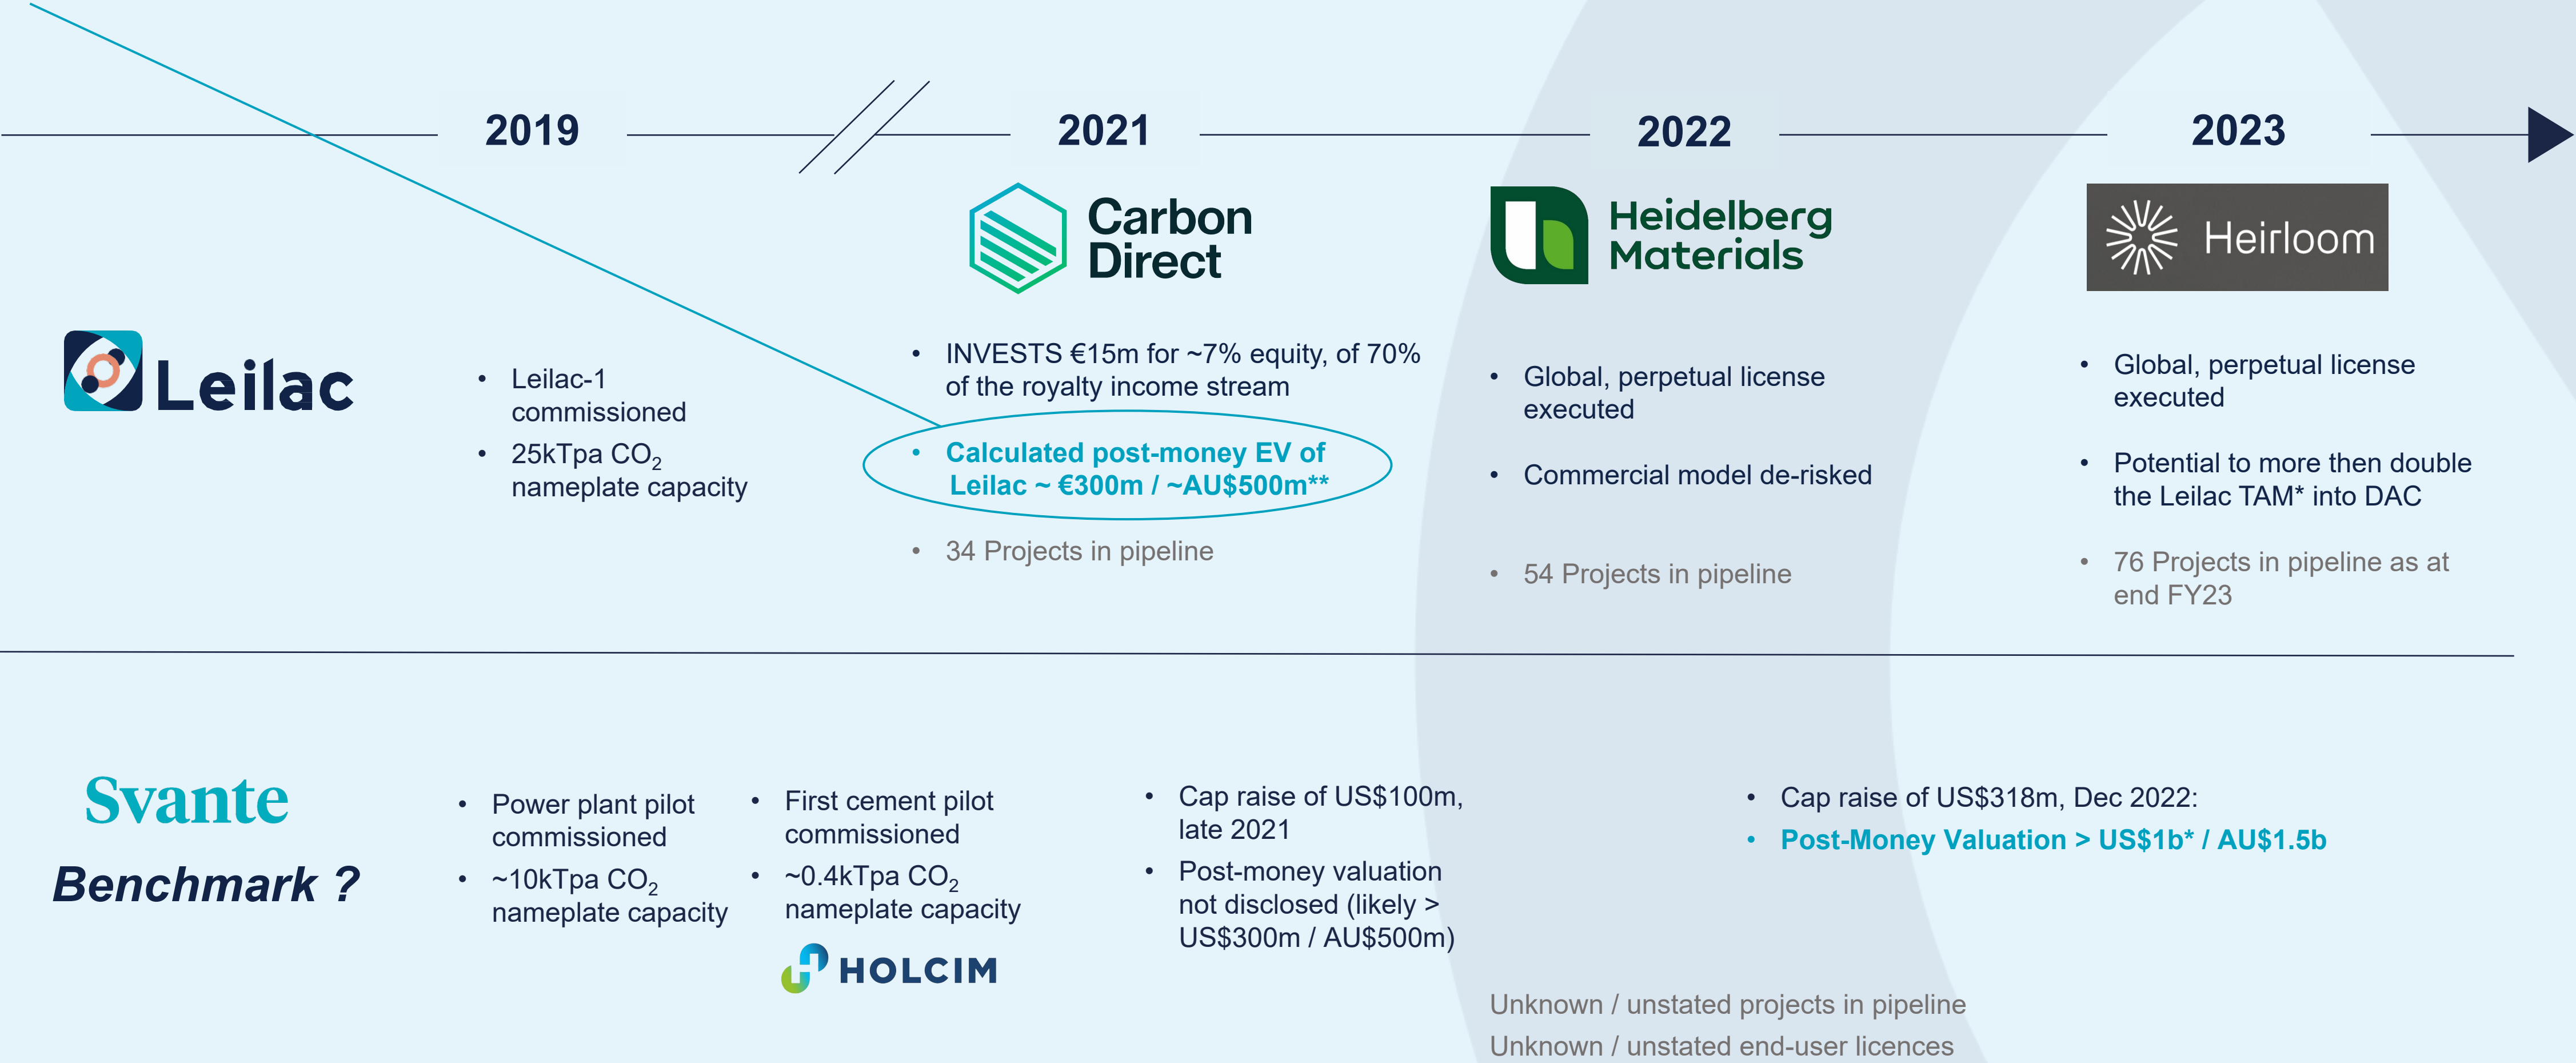 2019
2021
2022
2023
Carbon
Direct
Heidelberg
Materials
Heirloom
Leilac
• Leilac-1
commissioned
• 25kTpa CO₂
nameplate capacity
• INVESTS €15m for ~7% equity, of 70%
of the royalty income stream
• Calculated post-money EV of
Leilac ~ €300m / ~AU$500m**
• 34 Projects in pipeline
• Global, perpetual license
executed
• Commercial model de-risked
• 54 Projects in pipeline
• Global, perpetual license
executed
• Potential to more then double
the Leilac TAM* into DAC
• 76 Projects in pipeline as at
end FY23
Svante
Benchmark ?
• Power plant pilot
commissioned
• ~10kTpa CO₂
nameplate capacity
• First cement pilot
commissioned
• ~0.4kTpa CO₂
nameplate capacity
HOLCIM
• Cap raise of US$100m,
late 2021
• Post-money valuation
not disclosed (likely >
US$300m / AU$500m)
• Cap raise of US$318m, Dec 2022:
• Post-Money Valuation > US$1b* / AU$1.5b
Unknown / unstated projects in pipeline
Unknown / unstated end-user licences